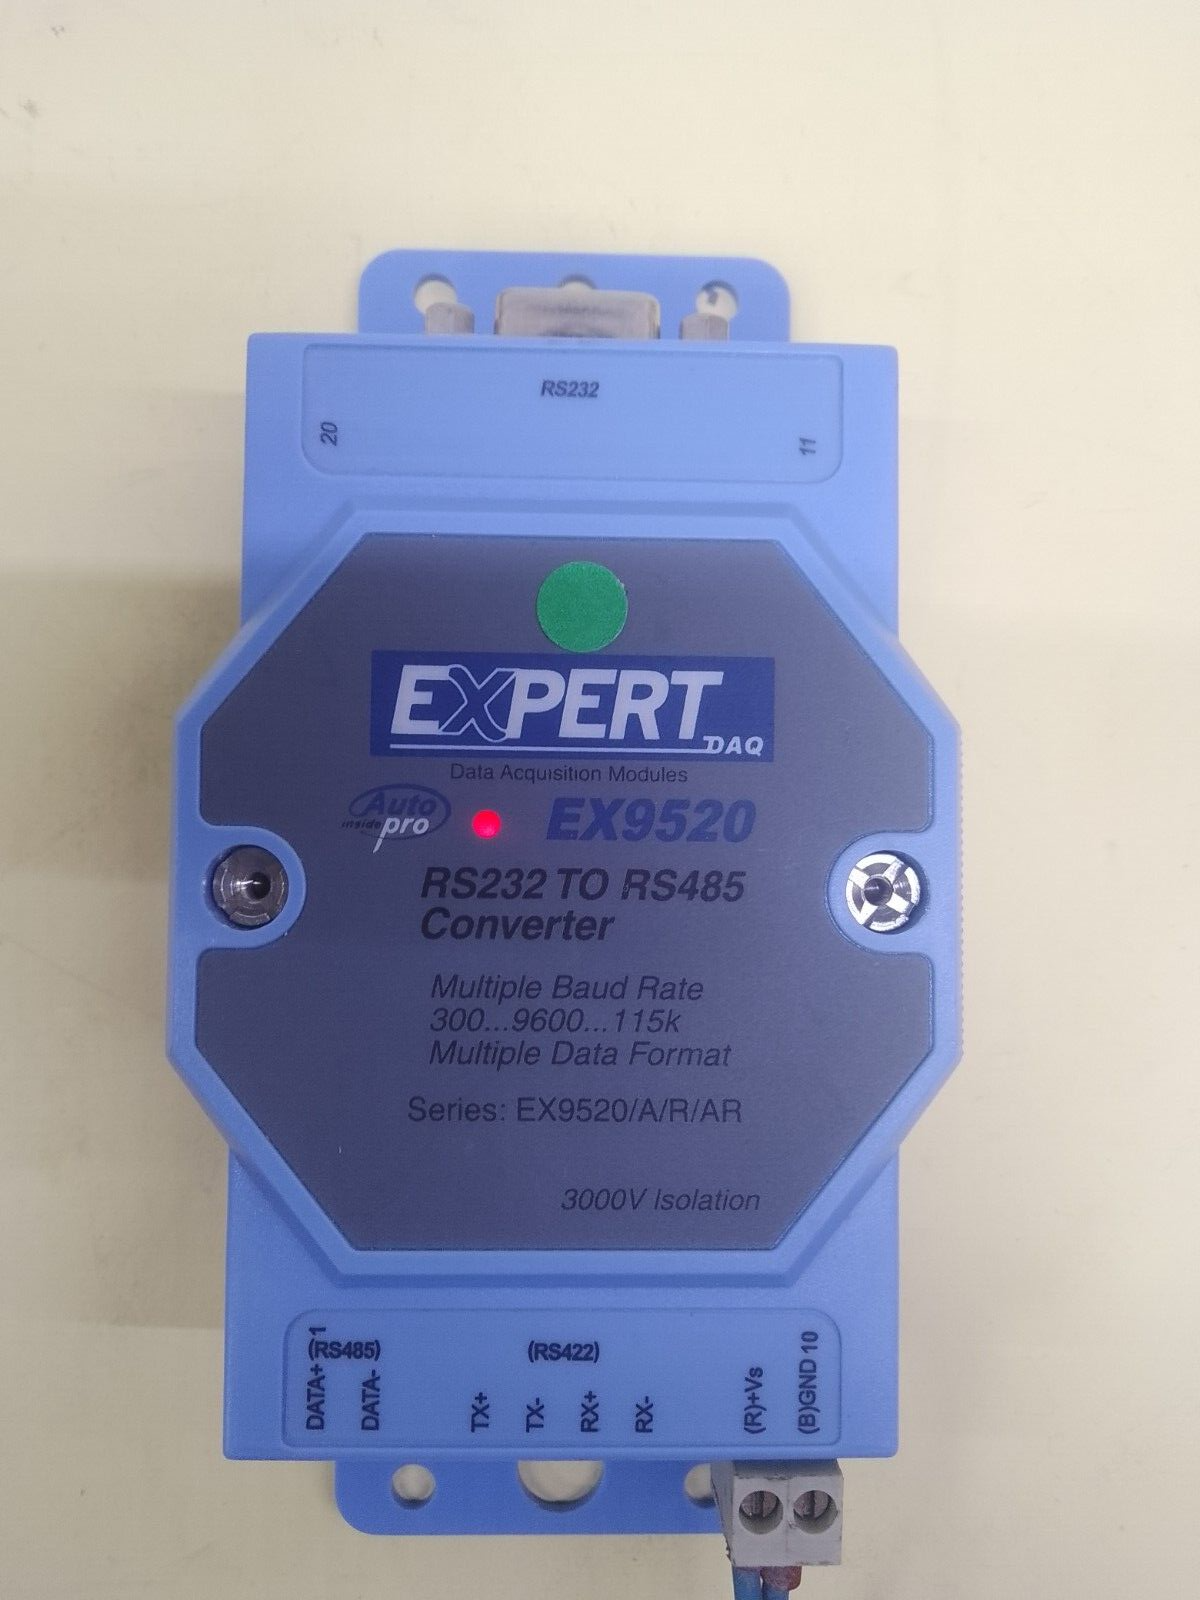 RS232
20
11
EXPERT
DAQ
Data Acquisition Modules
Auto
inside pro
EX9520
RS232 TO RS485
Converter
Multiple Baud Rate
300...9600...115k
Multiple Data Format
Series: EX9520/A/R/AR
3000V Isolation
1
(RS485)
(RS422)
10
DATA+
DATA-
TX+
TX-
RX+
RX-
(R)+Vs
(B)GND